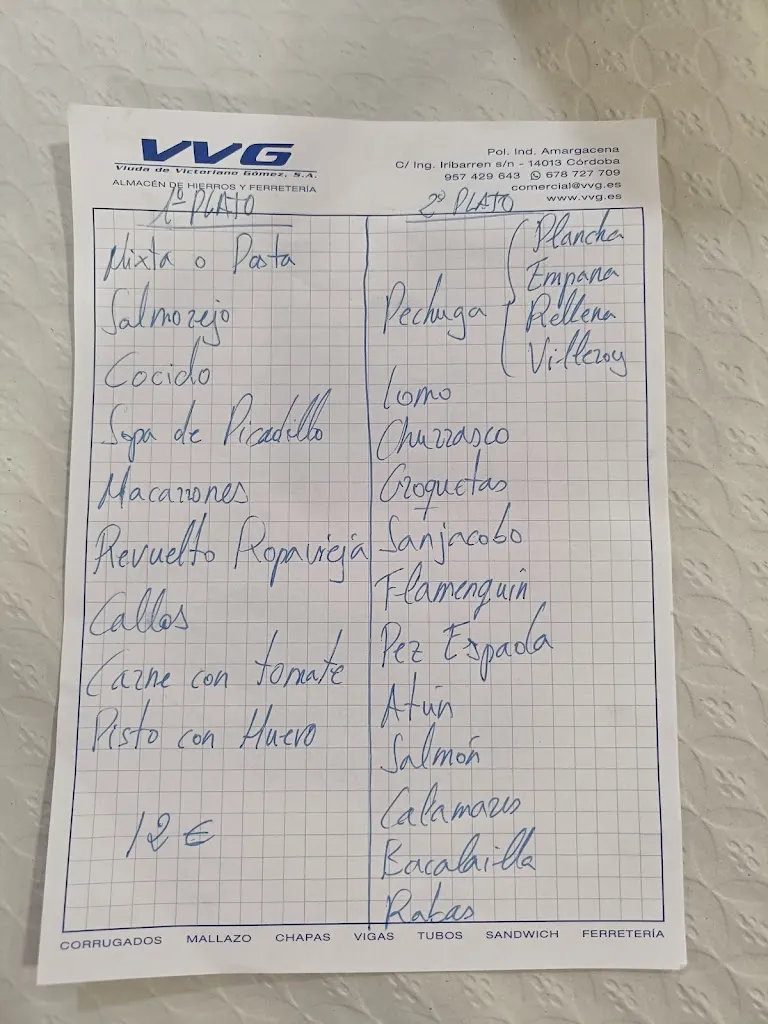 VVG
Viuda de Victoriano Gómez, S.A.
ALMACÉN DE HIERROS Y FERRETERÍA
Pol. Ind. Amargacena
C/ Ing. Iribarren s/n - 14013 Córdoba
957 429 643 678 727 709
comercial@vvg.es
www.vvg.es
1º PLATO
Mixta o Pasta
Salmorejo
Cocido
Sopa de Picadillo
Macarrones
Revuelto Ropavieja
Callos
Carne con tomate
Pisto con Huevo
12 €
2º PLATO
Pechuga
Plancha
Empana
Rellena
Villeroy
Lomo
Churrasco
Croquetas
Sanjacobo
Flamenquin
Pez Espada
Atún
Salmón
Calamares
Bacalailla
Rabas
CORRUGADOS MALLAZO CHAPAS VIGAS TUBOS SANDWICH FERRETERÍA